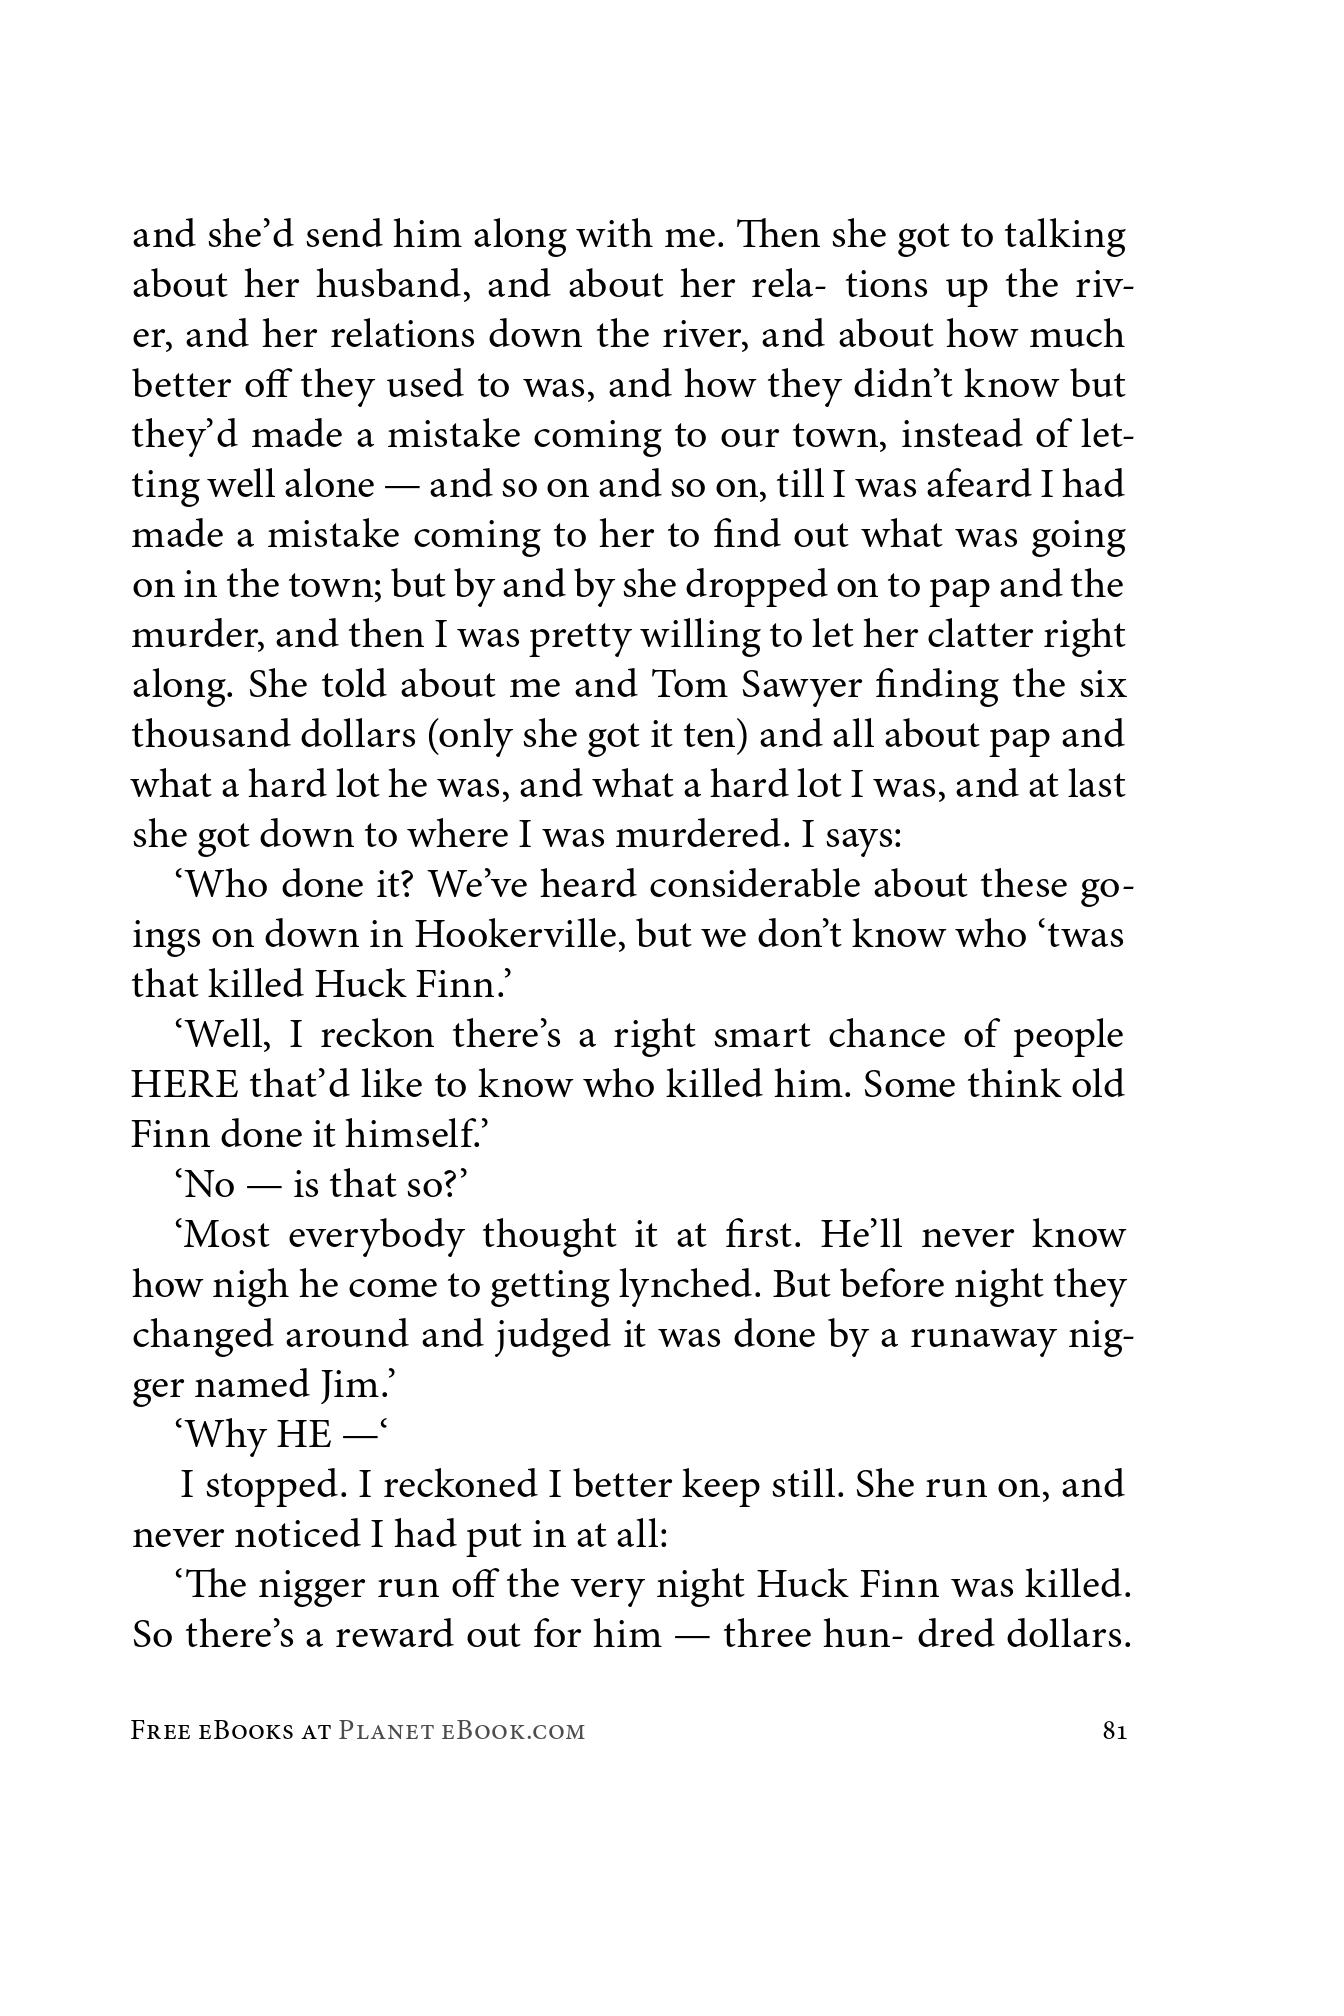 and she’d send him along with me. Then she got to talking
about her husband, and about her rela- tions up the riv-
er, and her relations down the river, and about how much
better off they used to was, and how they didn’t know but
they’d made a mistake coming to our town, instead of let-
ting well alone — and so on and so on, till I was afeard I had
made a mistake coming to her to find out what was going
on in the town; but by and by she dropped on to pap and the
murder, and then I was pretty willing to let her clatter right
along. She told about me and Tom Sawyer finding the six
thousand dollars (only she got it ten) and all about pap and
what a hard lot he was, and what a hard lot I was, and at last
she got down to where I was murdered. I says:
‘Who done it? We’ve heard considerable about these go-
ings on down in Hookerville, but we don’t know who ‘twas
that killed Huck Finn.’
‘Well, I reckon there’s a right smart chance of people
HERE that’d like to know who killed him. Some think old
Finn done it himself.’
‘No — is that so?’
‘Most everybody thought it at first. He’ll never know
how nigh he come to getting lynched. But before night they
changed around and judged it was done by a runaway nig-
ger named Jim.’
‘Why HE —‘
I stopped. I reckoned I better keep still. She run on, and
never noticed I had put in at all:
‘The nigger run off the very night Huck Finn was killed.
So there’s a reward out for him — three hun- dred dollars.
Free eBooks at Planet eBook.com 81